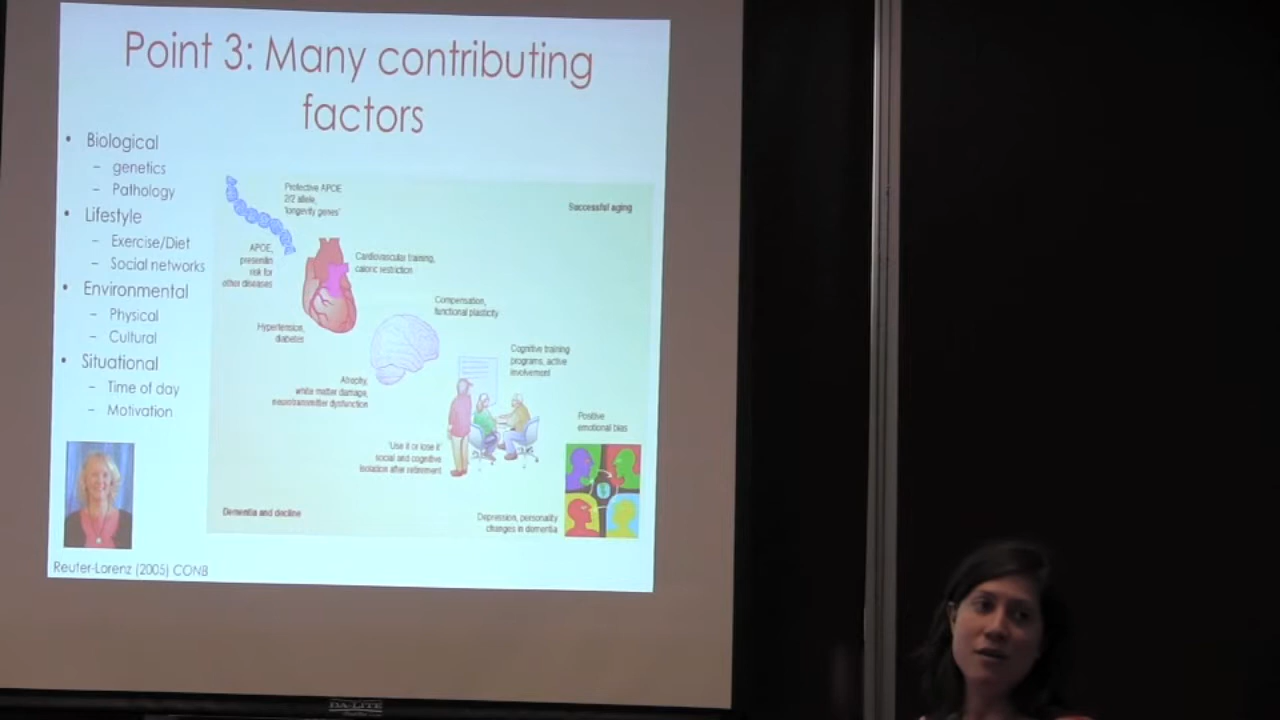 Point 3: Many contributing
factors
• Biological
– genetics
– Pathology
• Lifestyle
– Exercise/Diet
– Social networks
• Environmental
– Physical
– Cultural
• Situational
– Time of day
– Motivation
Protective APOE
2/2 allele,
'longevity genes'
Successful aging
APOE,
presenilin
risk for
other diseases
Cardiovascular training,
caloric restriction
Hypertension,
diabetes
Compensation,
functional plasticity
Atrophy,
white matter damage,
neurotransmitter dysfunction
Cognitive training
programs, active
involvement
'Use it or lose it'
social and cognitive
isolation after retirement
Positive
emotional bias
Dementia and decline
Depression, personality
changes in dementia
Reuter-Lorenz (2005) CONB
DA-LITE